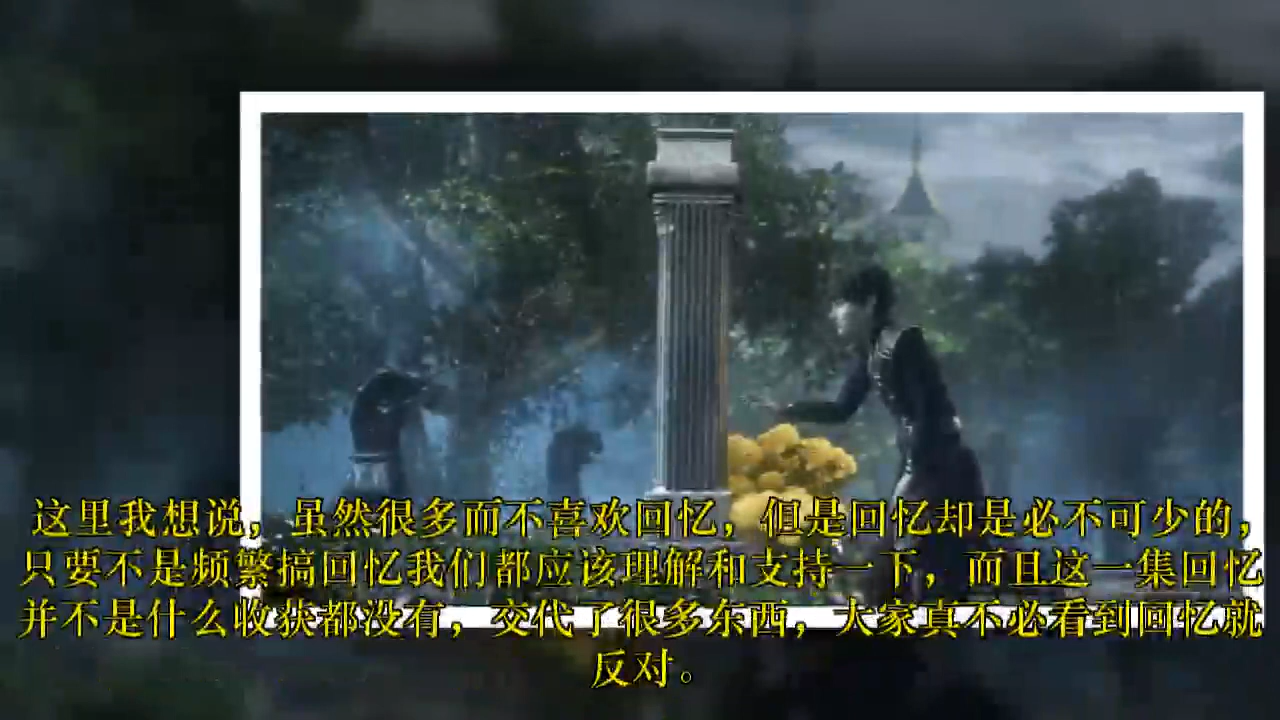 这里我想说，虽然很多而不喜欢回忆，但是回忆却是必不可少的，
只要不是频繁搞回忆我们都应该理解和支持一下，而且这一集回忆
并不是什么收获都没有，交代了很多东西，大家真不必看到回忆就
反对。